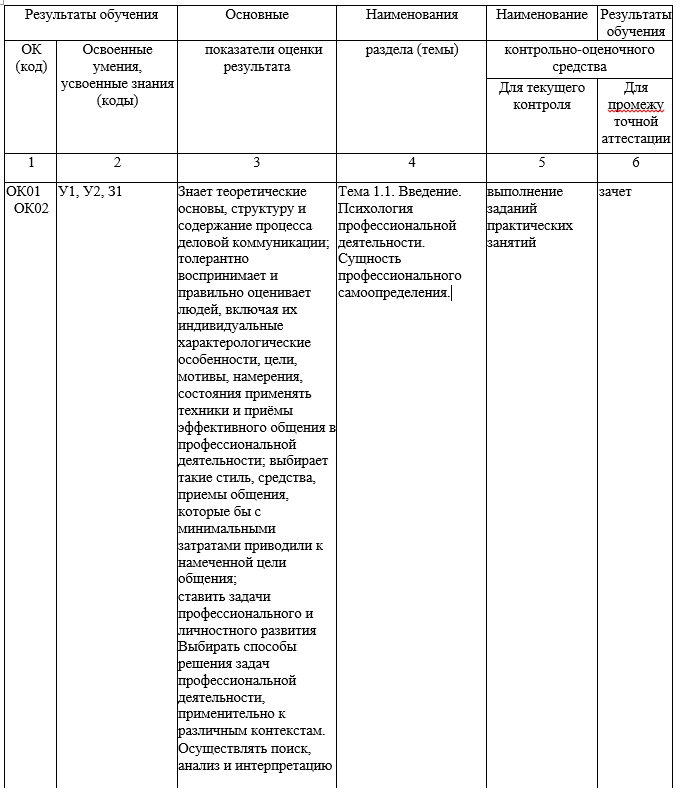 Результаты обучения
Основные
Наименования
Наименование
Результаты
обучения
ОК
(код)
Освоенные
умения,
усвоенные знания
(коды)
показатели оценки
результата
раздела (темы)
контрольно-оценочного
средства
Для текущего
контроля
Для
промежу
точной
аттестации
1
2
3
4
5
6
ОК01
ОК02
У1, У2, З1
Знает теоретические
основы, структуру и
содержание процесса
деловой коммуникации;
толерантно
воспринимает и
правильно оценивает
людей, включая их
индивидуальные
характерологические
особенности, цели,
мотивы, намерения,
состояния применять
техники и приёмы
эффективного общения в
профессиональной
деятельности; выбирает
такие стиль, средства,
приемы общения,
которые бы с
минимальными
затратами приводили к
намеченной цели
общения;
ставить задачи
профессионального и
личностного развития
Выбирать способы
решения задач
профессиональной
деятельности,
применительно к
различным контекстам.
Осуществлять поиск,
анализ и интерпретацию
Тема 1.1. Введение.
Психология
профессиональной
деятельности.
Сущность
профессионального
самоопределения.
выполнение
заданий
практических
занятий
зачет